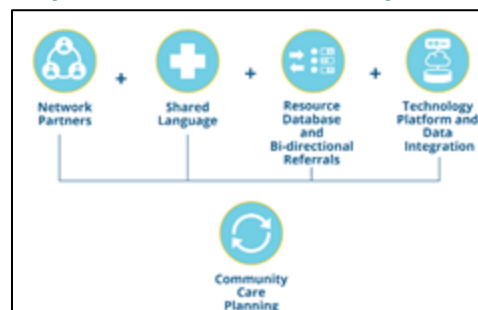 +
+
+
Network
Partners
Shared
Language
Resource
Database
and
Bi-directional
Referrals
Technology
Platform and
Data
Integration
Community
Care
Planning